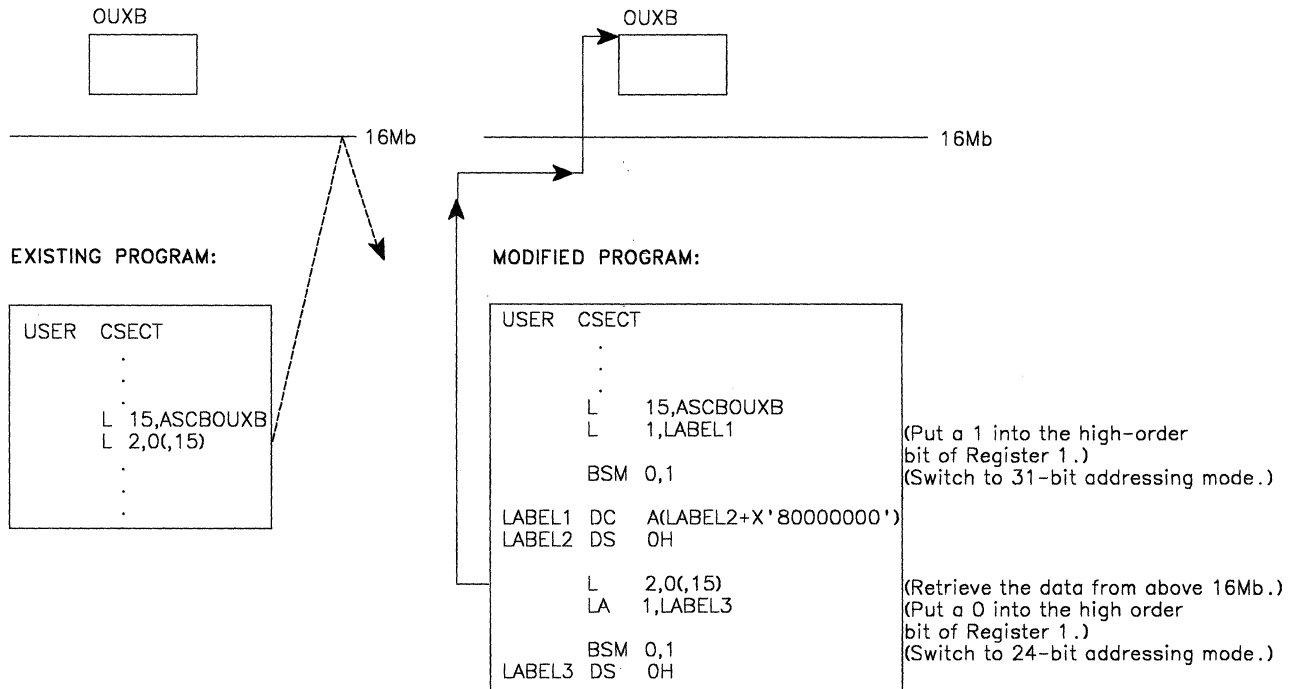 OUXB
16Mb
EXISTING PROGRAM:
USER CSECT
.
.
.
L 15,ASCBOUXB
L 2,0(,15)
.
.
.
OUXB
16Mb
MODIFIED PROGRAM:
USER CSECT
.
.
.
L 15,ASCBOUXB
L 1,LABEL1 (Put a 1 into the high-order
bit of Register 1.)
BSM 0,1 (Switch to 31-bit addressing mode.)
LABEL1 DC A(LABEL2+X'80000000')
LABEL2 DS 0H
L 2,0(,15) (Retrieve the data from above 16Mb.)
LA 1,LABEL3 (Put a 0 into the high order
bit of Register 1.)
BSM 0,1 (Switch to 24-bit addressing mode.)
LABEL3 DS 0H